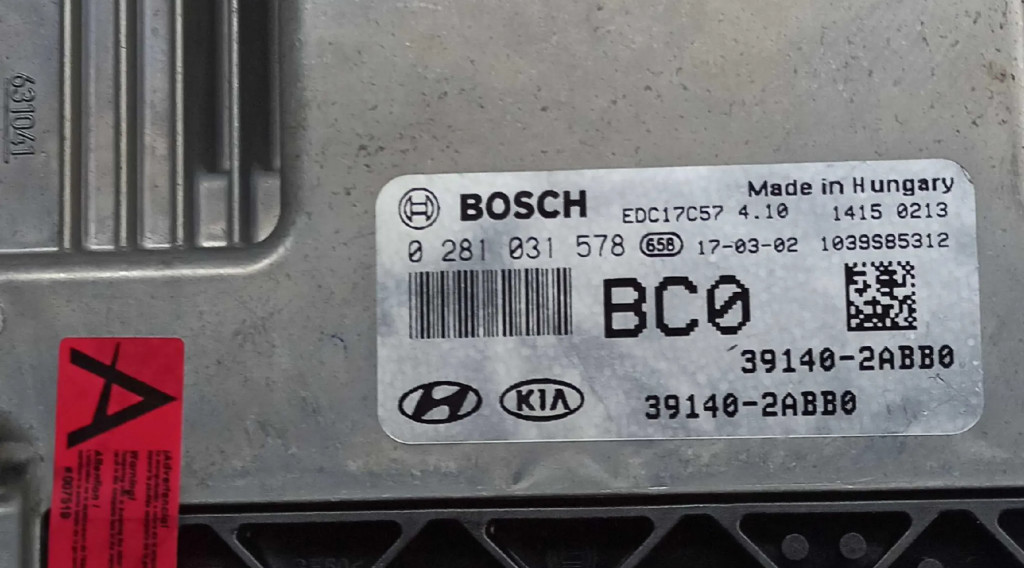 631041
BOSCH
Made in Hungary
EDC17C57 4.10 1415 0213
0 281 031 578 658 17-03-02 1039S85312
BC0
39140-2ABB0
KIA 39140-2ABB0
A
Warning!
Attention!